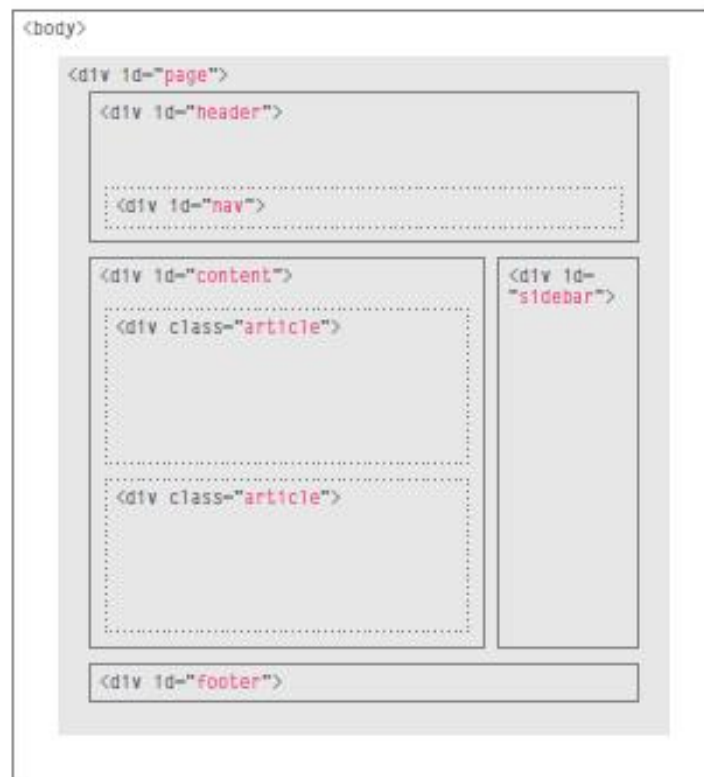 <body>
<div id="page">
<div id="header">
<div id="nav">
<div id="content">
<div class="article">
<div class="article">
<div id=
"sidebar">
<div id="footer">